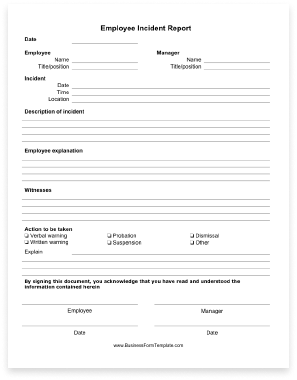 Employee Incident Report
Date
Employee Manager
Name Name
Title/position Title/position
Incident
Date
Time
Location
Description of incident
Employee explanation
Witnesses
Action to be taken
❏ Verbal warning ❏ Probation ❏ Dismissal
❏ Written warning ❏ Suspension ❏ Other
Explain
By signing this document, you acknowledge that you have read and understood the
information contained herein
Employee Manager
Date Date
www.BusinessFormTemplate.com